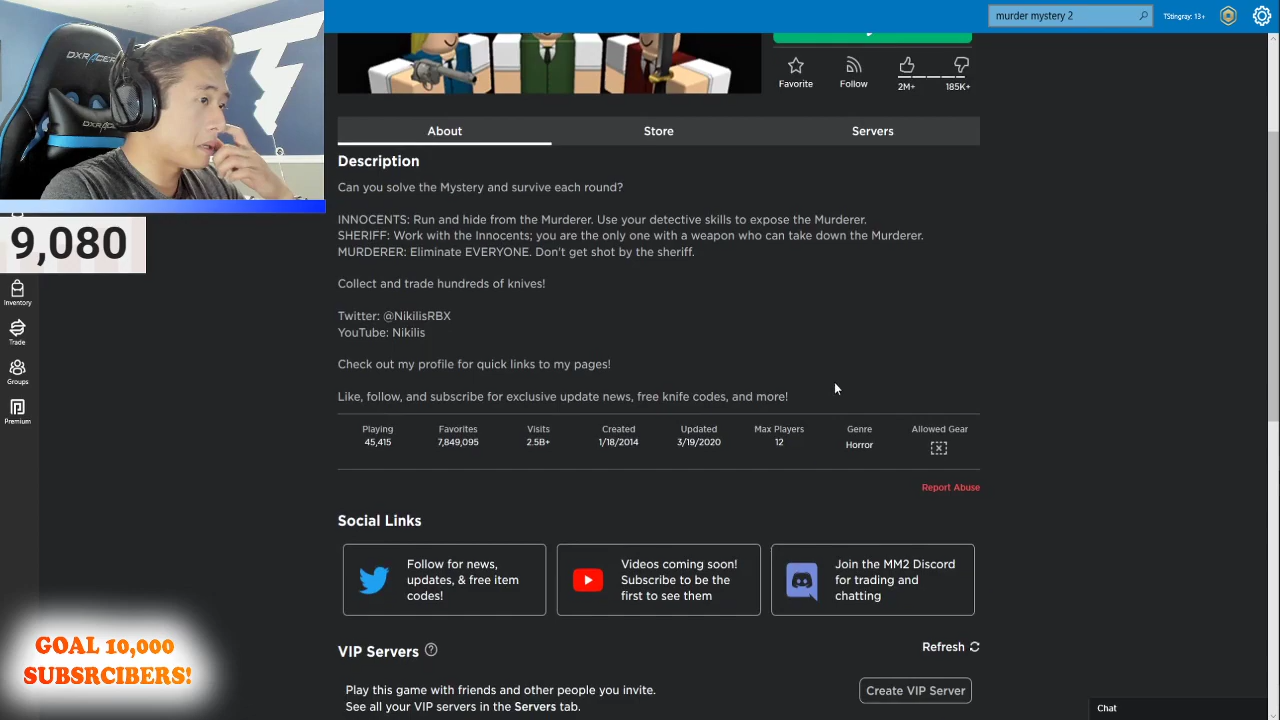 murder mystery 2
TStingray: 13+
DXRACER
DXRACER
Favorite
Follow
2M+
185K+
About
Store
Servers
Description
Can you solve the Mystery and survive each round?
INNOCENTS: Run and hide from the Murderer. Use your detective skills to expose the Murderer.
SHERIFF: Work with the Innocents; you are the only one with a weapon who can take down the Murderer.
MURDERER: Eliminate EVERYONE. Don't get shot by the sheriff.
Collect and trade hundreds of knives!
Twitter: @NikilisRBX
YouTube: Nikilis
Check out my profile for quick links to my pages!
Like, follow, and subscribe for exclusive update news, free knife codes, and more!
9,080
Inventory
Trade
Groups
Premium
Playing
Favorites
Visits
Created
Updated
Max Players
Genre
Allowed Gear
45,415
7,849,095
2.5B+
1/18/2014
3/19/2020
12
Horror
Report Abuse
Social Links
Follow for news,
updates, & free item
codes!
Videos coming soon!
Subscribe to be the
first to see them
Join the MM2 Discord
for trading and
chatting
GOAL 10,000
SUBSRCIBERS!
VIP Servers
Refresh
Play this game with friends and other people you invite.
See all your VIP servers in the Servers tab.
Create VIP Server
Chat